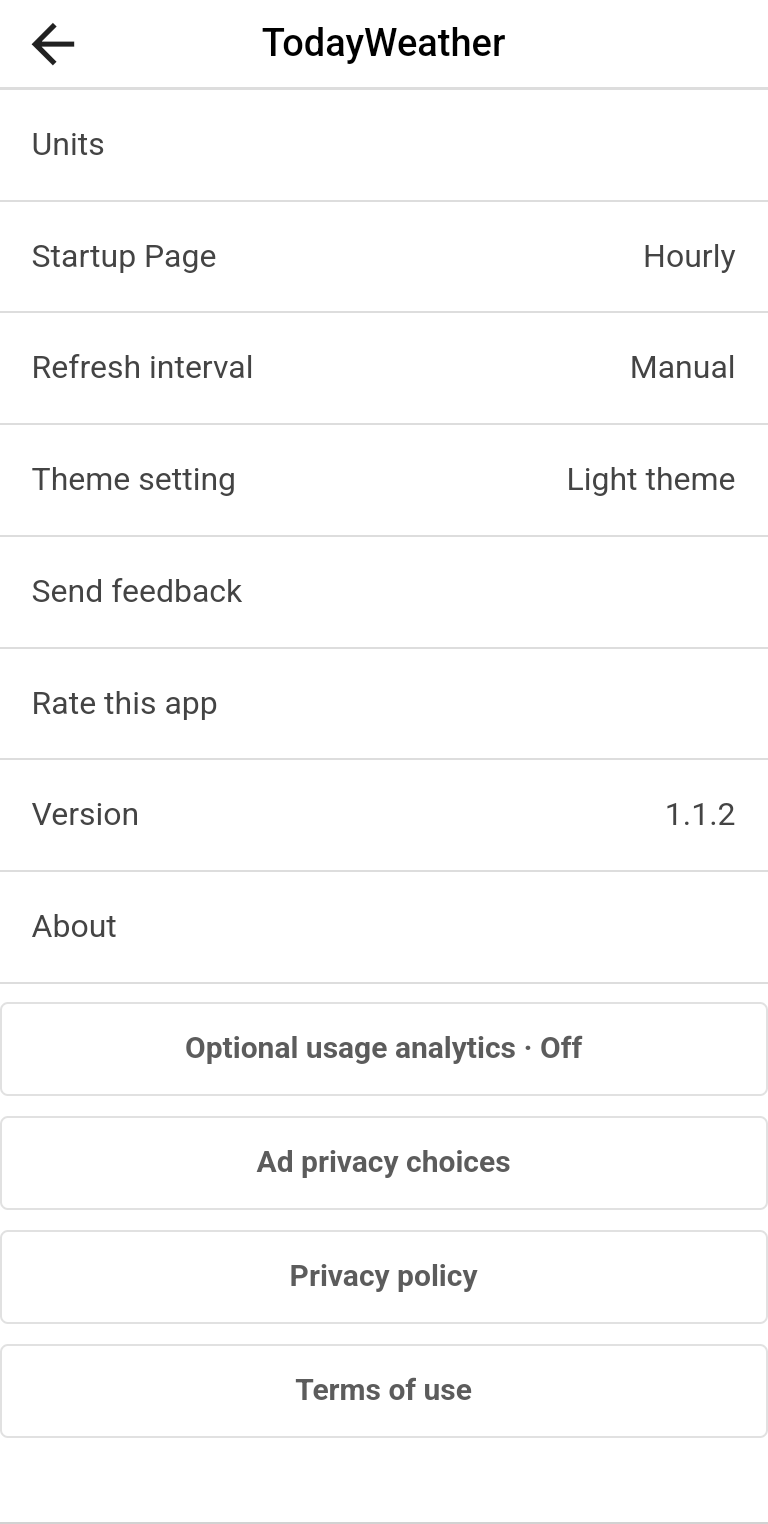 TodayWeather
Units
Startup Page Hourly
Refresh interval Manual
Theme setting Light theme
Send feedback
Rate this app
Version 1.1.2
About
Optional usage analytics · Off
Ad privacy choices
Privacy policy
Terms of use